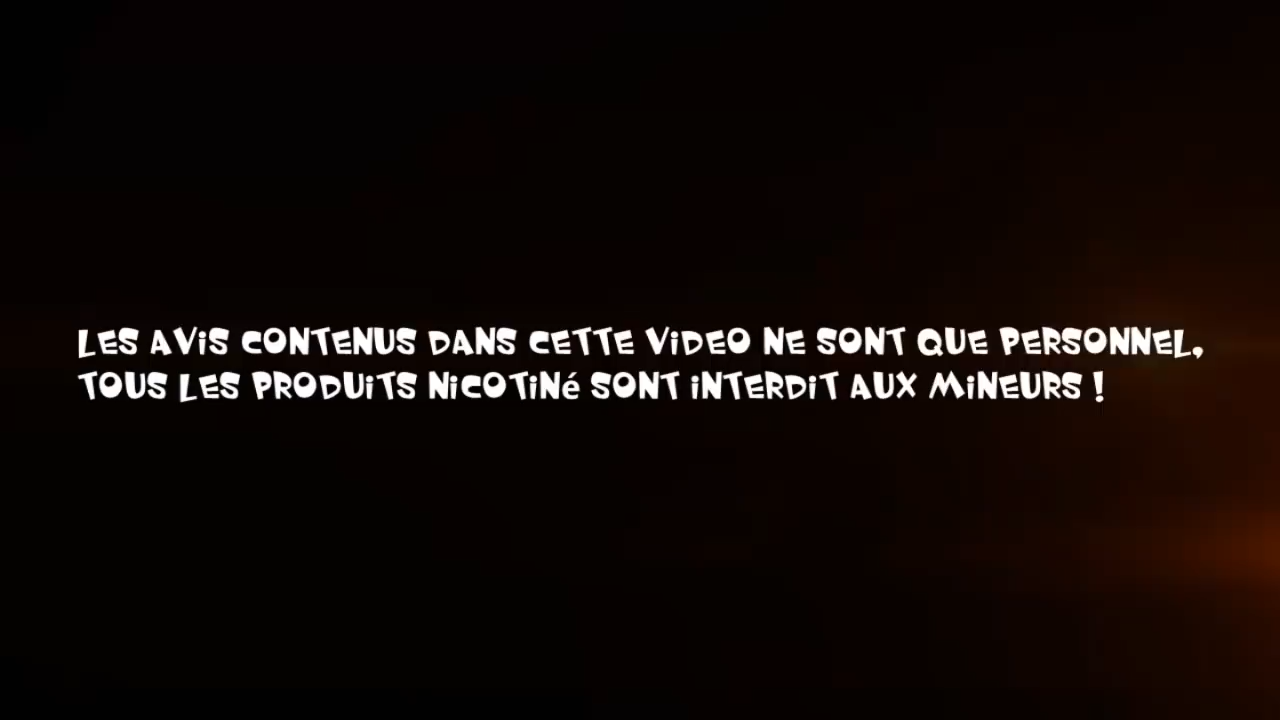 LES AViS CONTENUS DANS CETTE ViDEO NE SONT QUE PERSONNEL,
TOUS LES PRODUiTS NiCOTiNé SONT iNTERDiT AUX MiNEURS !